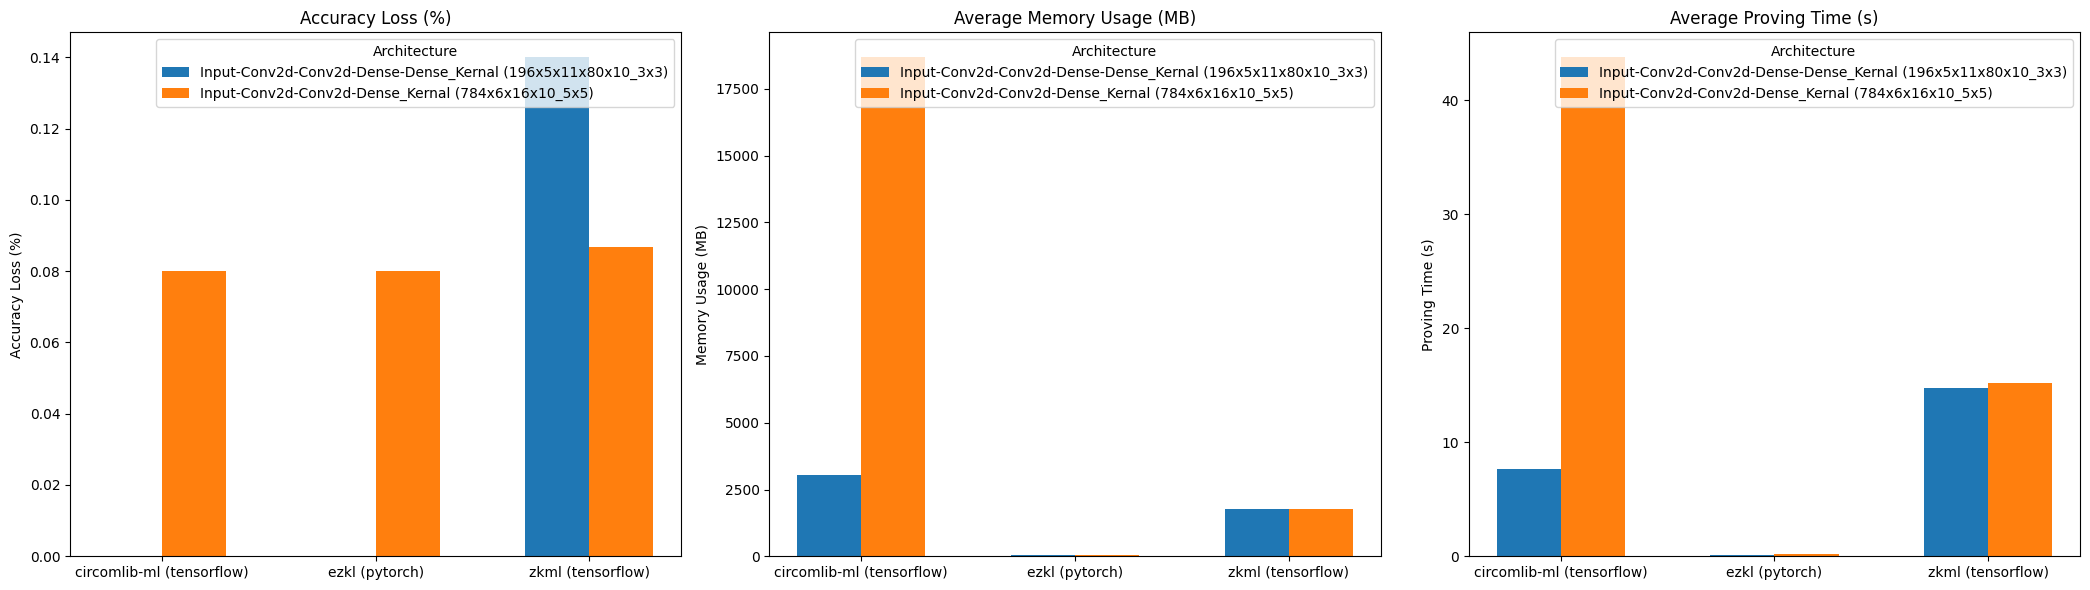 Accuracy Loss (%)
Architecture
Input-Conv2d-Conv2d-Dense-Dense_Kernal (196x5x11x80x10_3x3)
Input-Conv2d-Conv2d-Dense_Kernal (784x6x16x10_5x5)
Accuracy Loss (%)
0.14
0.12
0.10
0.08
0.06
0.04
0.02
0.00
circomlib-ml (tensorflow)
ezkl (pytorch)
zkml (tensorflow)
Average Memory Usage (MB)
Architecture
Input-Conv2d-Conv2d-Dense-Dense_Kernal (196x5x11x80x10_3x3)
Input-Conv2d-Conv2d-Dense_Kernal (784x6x16x10_5x5)
Memory Usage (MB)
17500
15000
12500
10000
7500
5000
2500
0
circomlib-ml (tensorflow)
ezkl (pytorch)
zkml (tensorflow)
Average Proving Time (s)
Architecture
Input-Conv2d-Conv2d-Dense-Dense_Kernal (196x5x11x80x10_3x3)
Input-Conv2d-Conv2d-Dense_Kernal (784x6x16x10_5x5)
Proving Time (s)
40
30
20
10
0
circomlib-ml (tensorflow)
ezkl (pytorch)
zkml (tensorflow)